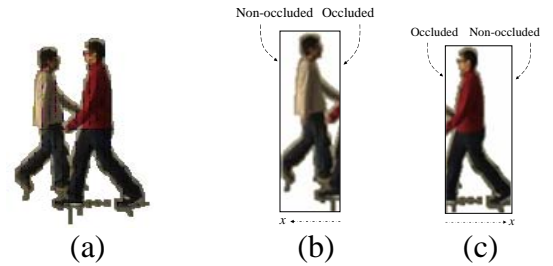 Non-occluded Occluded
Occluded Non-occluded
x
x
(a) (b) (c)